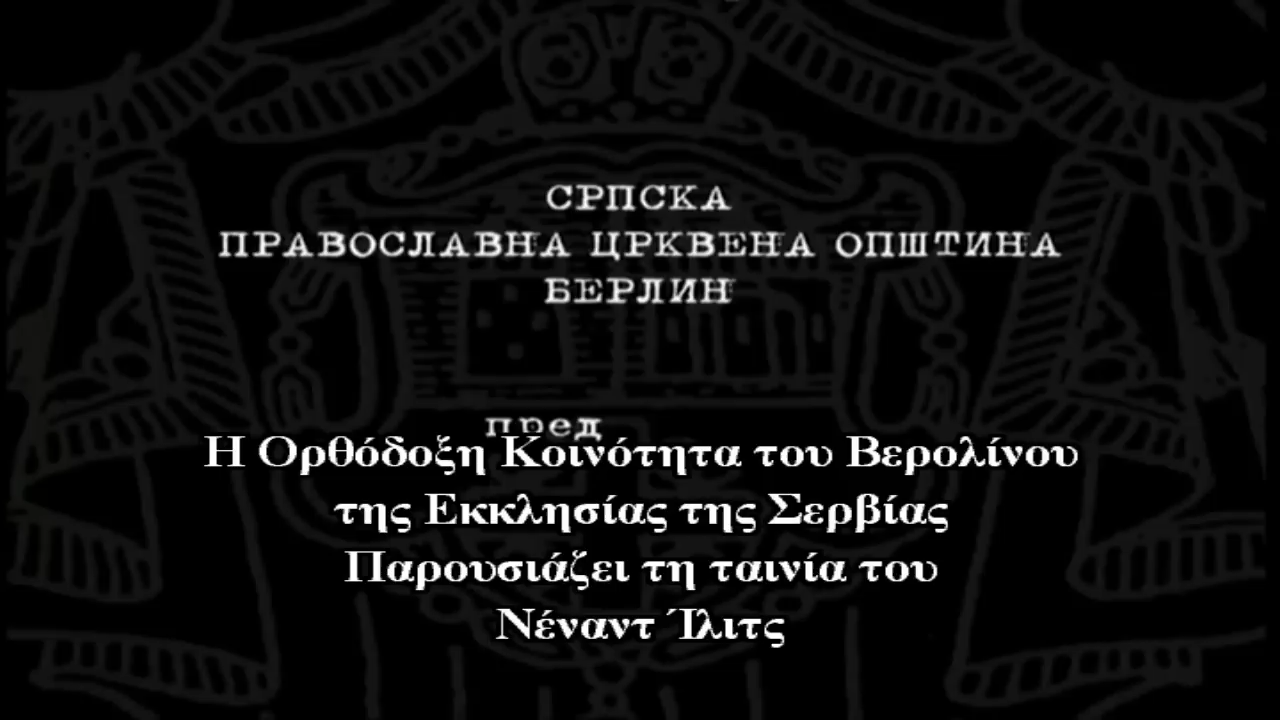 СРПСКА
ПРАВОСЛАВНА ЦРКВЕНА ОПШТИНА
БЕРЛИН
пред
Η Ορθόδοξη Κοινότητα του Βερολίνου
της Εκκλησίας της Σερβίας
Παρουσιάζει τη ταινία του
Νέναντ Ίλιτς